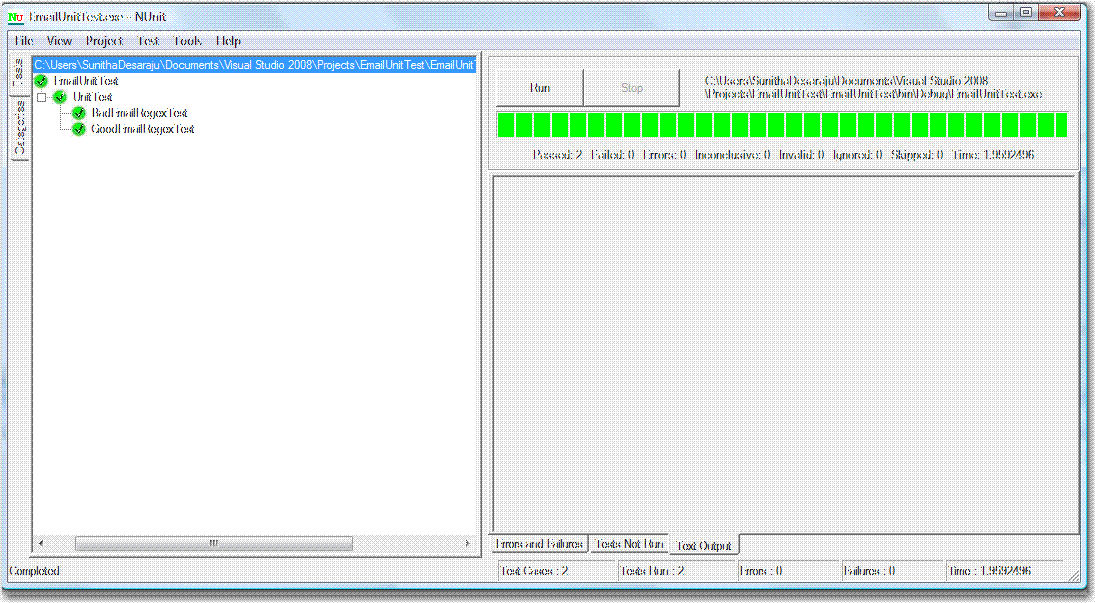 EmailUnitTest.exe - NUnit
File View Project Test Tools Help
Tests
Categories
C:\Users\SunithaDesaraju\Documents\Visual Studio 2008\Projects\EmailUnitTest\EmailUnit
EmailUnitTest
UnitTest
BadEmailRegexTest
GoodEmailRegexTest
Run Stop
C:\Users\SunithaDesaraju\Documents\Visual Studio 2008
\Projects\EmailUnitTest\EmailUnitTest\bin\Debug\EmailUnitTest.exe
Passed: 2 Failed: 0 Errors: 0 Inconclusive: 0 Invalid: 0 Ignored: 0 Skipped: 0 Time: 1.9592496
Errors and Failures Tests Not Run Text Output
Completed Test Cases : 2 Tests Run : 2 Errors : 0 Failures : 0 Time : 1.9592496